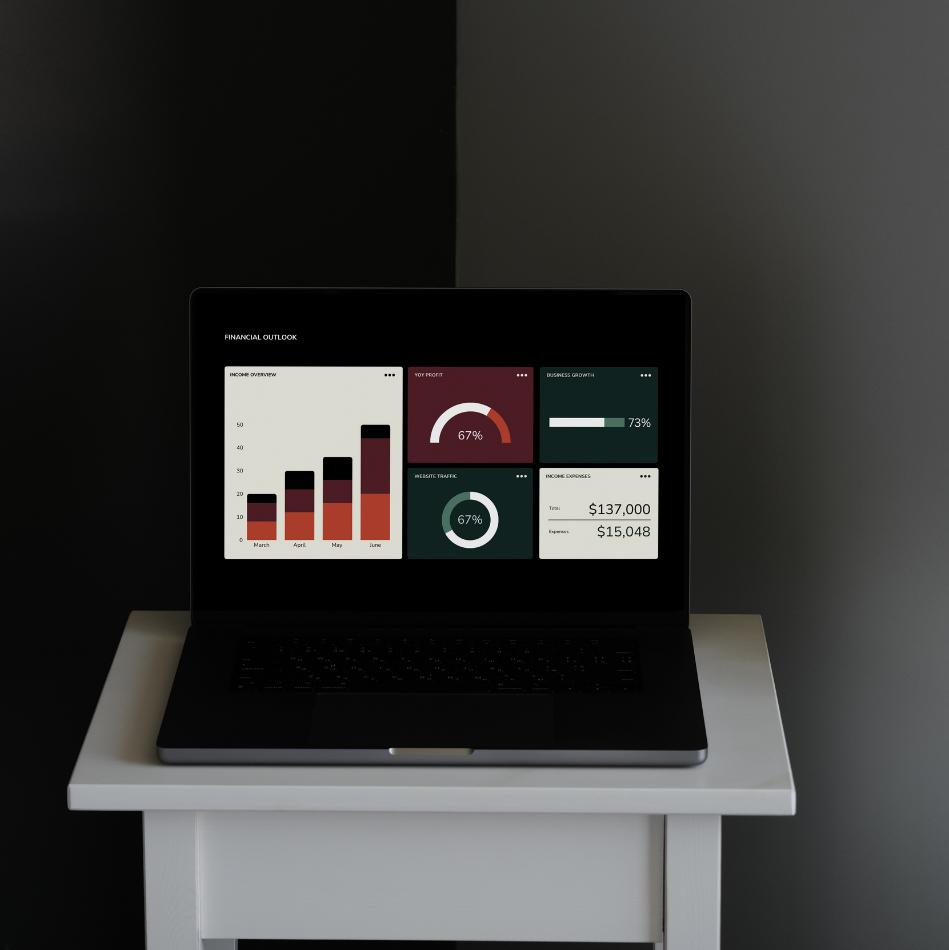 FINANCIAL OUTLOOK
INCOME OVERVIEW
50
40
30
20
10
0
March April May June
YOY PROFIT
67%
BUSINESS GROWTH
73%
WEBSITE TRAFFIC
67%
INCOME EXPENSES
Total $137,000
Expenses $15,048